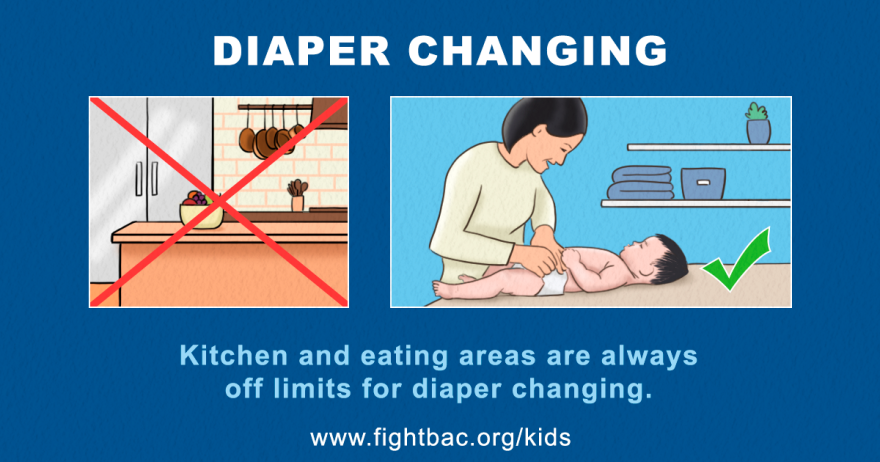 DIAPER CHANGING
Kitchen and eating areas are always
off limits for diaper changing.
www.fightbac.org/kids